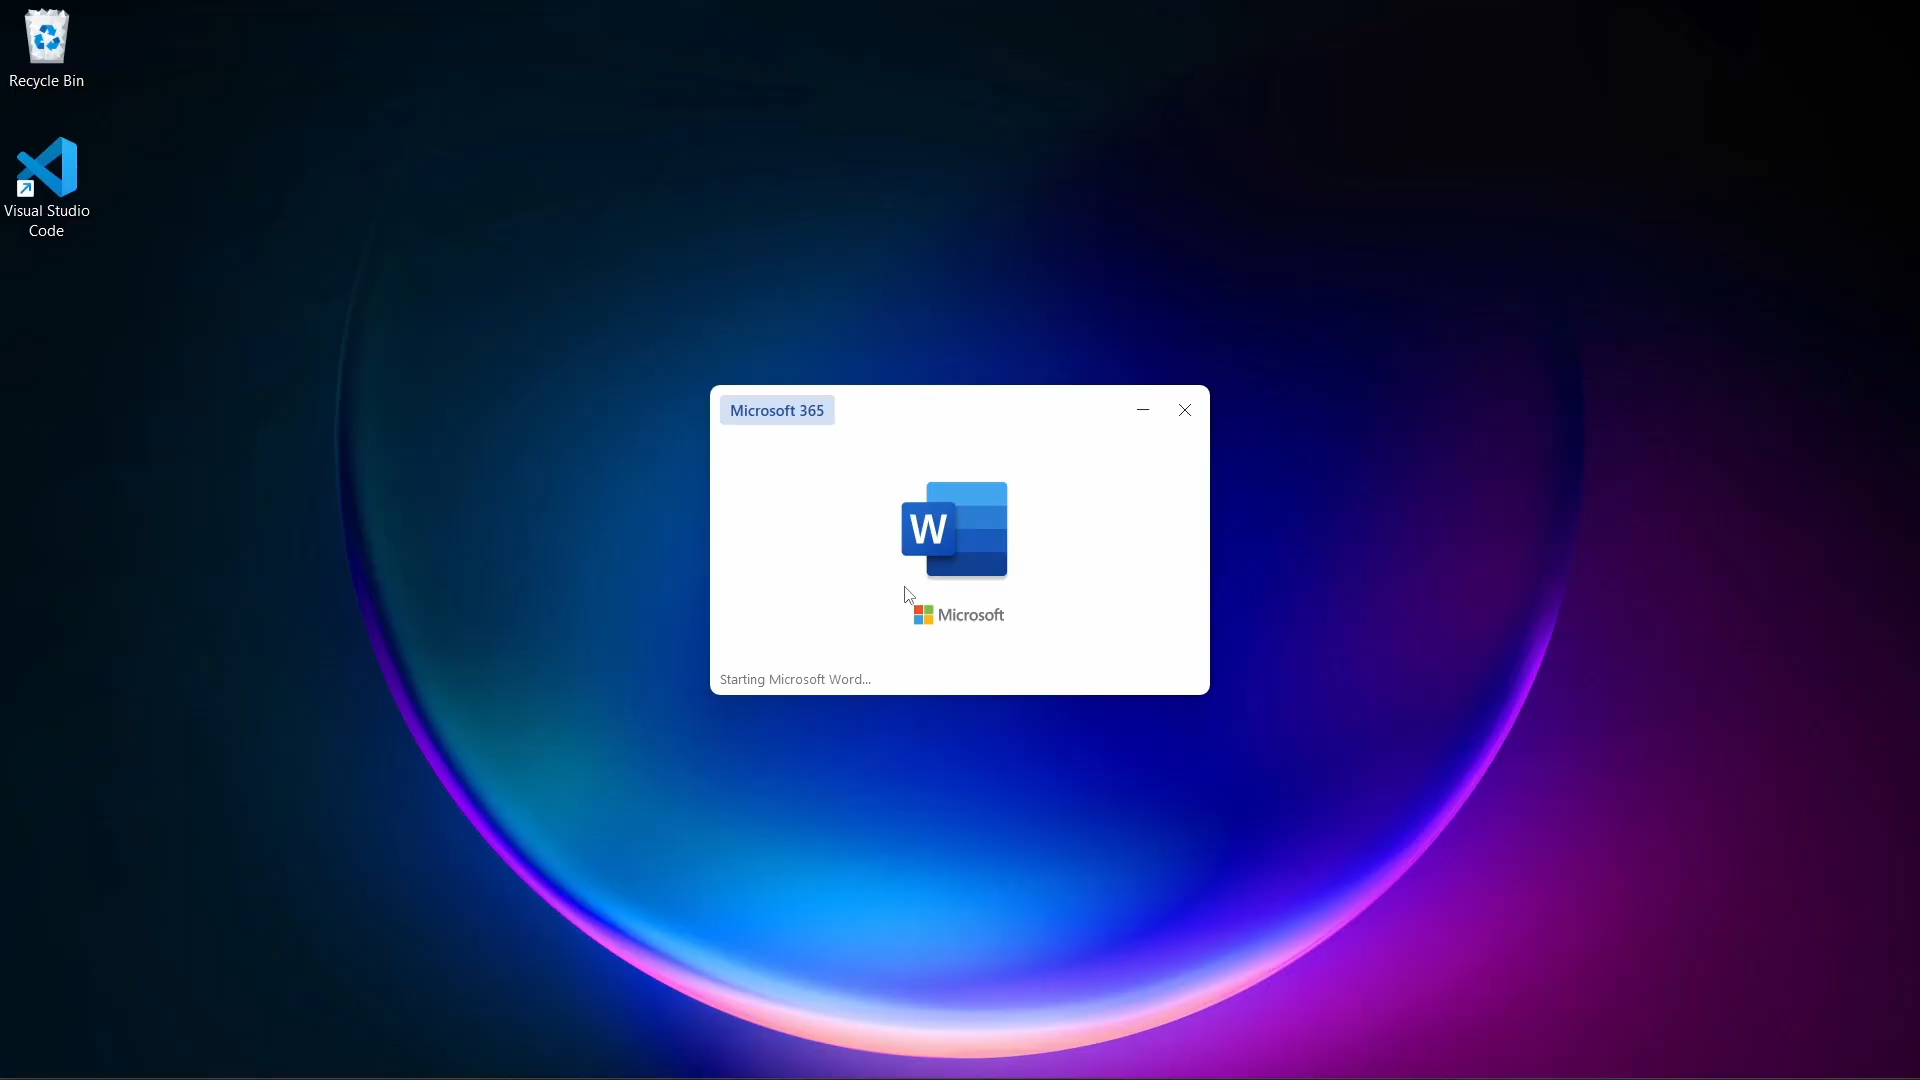 Recycle Bin
Visual Studio
Code
Microsoft 365
W
Microsoft
Starting Microsoft Word...